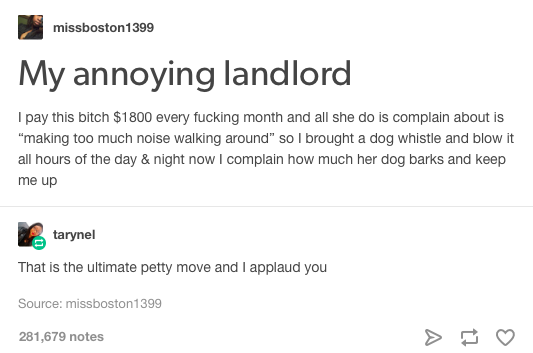 missboston1399
My annoying landlord
I pay this bitch $1800 every fucking month and all she do is complain about is
“making too much noise walking around” so I brought a dog whistle and blow it
all hours of the day & night now I complain how much her dog barks and keep
me up
tarynel
That is the ultimate petty move and I applaud you
Source: missboston1399
281,679 notes